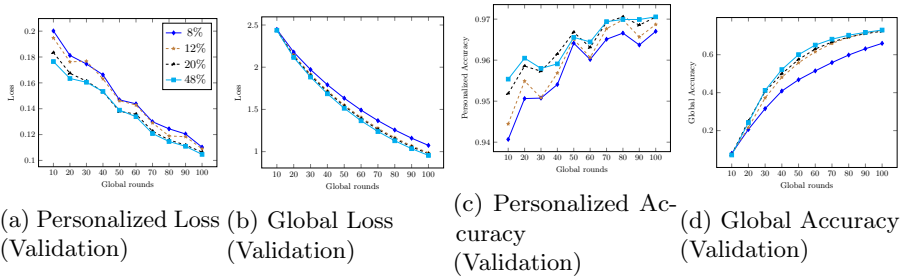 0.2
0.18
0.16
0.14
0.12
0.1
Loss
8%
12%
20%
48%
10 20 30 40 50 60 70 80 90 100
Global rounds
(a) Personalized Loss
(Validation)
2.5
2
1
Loss
10 20 30 40 50 60 70 80 90 100
Global rounds
(b) Global Loss
(Validation)
0.97
0.96
0.95
0.94
Personalized Accuracy
10 20 30 40 50 60 70 80 90 100
Global rounds
(c) Personalized Ac-
curacy
(Validation)
0.6
0.4
0.2
Global Accuracy
10 20 30 40 50 60 70 80 90 100
Global rounds
(d) Global Accuracy
(Validation)